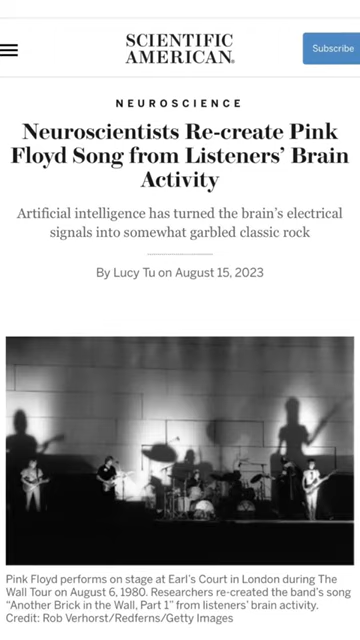 SCIENTIFIC
AMERICAN®
Subscribe
NEUROSCIENCE
Neuroscientists Re-create Pink
Floyd Song from Listeners’ Brain
Activity
Artificial intelligence has turned the brain’s electrical
signals into somewhat garbled classic rock
By Lucy Tu on August 15, 2023
Pink Floyd performs on stage at Earl’s Court in London during The
Wall Tour on August 6, 1980. Researchers re-created the band’s song
“Another Brick in the Wall, Part 1” from listeners’ brain activity.
Credit: Rob Verhorst/Redferns/Getty Images